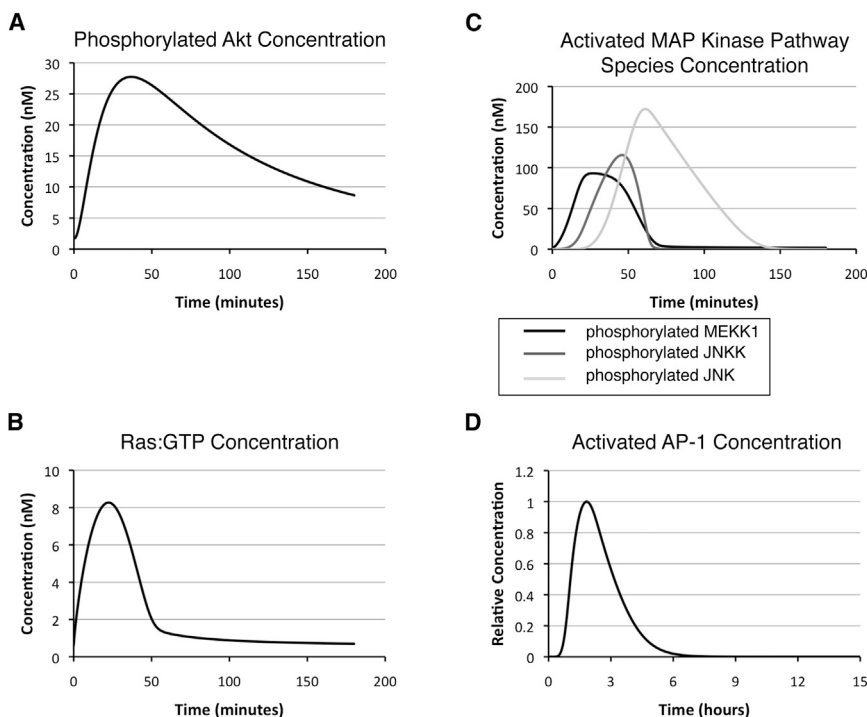 A
Phosphorylated Akt Concentration
Concentration (nM)
30
25
20
15
10
5
0
0 50 100 150 200
Time (minutes)
C
Activated MAP Kinase Pathway
Species Concentration
Concentration (nM)
200
150
100
50
0
0 50 100 150 200
Time (minutes)
phosphorylated MEKK1
phosphorylated JNKK
phosphorylated JNK
B
Ras:GTP Concentration
Concentration (nM)
10
8
6
4
2
0
0 50 100 150 200
Time (minutes)
D
Activated AP-1 Concentration
Relative Concentration
1.2
1
0.8
0.6
0.4
0.2
0
0 3 6 9 12 15
Time (hours)